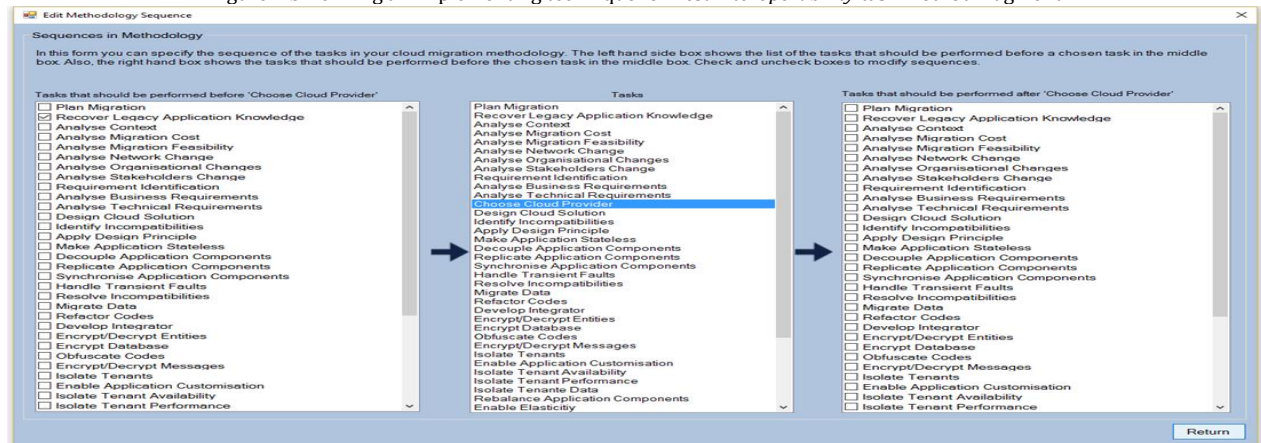 Edit Methodology Sequence
Sequences in Methodology
In this form you can specify the sequence of the tasks in your cloud migration methodology. The left hand side box shows the list of the tasks that should be performed before a chosen task in the middle
box. Also, the right hand box shows the tasks that should be performed before the chosen task in the middle box. Check and uncheck boxes to modify sequences.
Tasks that should be performed before 'Choose Cloud Provider'
Plan Migration
Recover Legacy Application Knowledge
Analyse Context
Analyse Migration Cost
Analyse Migration Feasibility
Analyse Network Change
Analyse Organisational Changes
Analyse Stakeholders Change
Requirement Identification
Analyse Business Requirements
Analyse Technical Requirements
Design Cloud Solution
Identify Incompatibilities
Apply Design Principle
Make Application Stateless
Decouple Application Components
Replicate Application Components
Synchronise Application Components
Handle Transient Faults
Resolve Incompatibilities
Migrate Data
Refactor Codes
Develop Integrator
Encrypt/Decrypt Entities
Encrypt Database
Obfuscate Codes
Encrypt/Decrypt Messages
Isolate Tenants
Enable Application Customisation
Isolate Tenant Availability
Isolate Tenant Performance
Tasks
Plan Migration
Recover Legacy Application Knowledge
Analyse Context
Analyse Migration Cost
Analyse Migration Feasibility
Analyse Network Change
Analyse Organisational Changes
Analyse Stakeholders Change
Requirement Identification
Analyse Business Requirements
Analyse Technical Requirements
Choose Cloud Provider
Design Cloud Solution
Identify Incompatibilities
Apply Design Principle
Make Application Stateless
Decouple Application Components
Replicate Application Components
Synchronise Application Components
Handle Transient Faults
Resolve Incompatibilities
Migrate Data
Refactor Codes
Develop Integrator
Encrypt/Decrypt Entities
Encrypt Database
Obfuscate Codes
Encrypt/Decrypt Messages
Isolate Tenants
Enable Application Customisation
Isolate Tenant Availability
Isolate Tenant Performance
Isolate Tenante Data
Rebalance Application Components
Enable Elasticitiy
Tasks that should be performed after 'Choose Cloud Provider'
Plan Migration
Recover Legacy Application Knowledge
Analyse Context
Analyse Migration Cost
Analyse Migration Feasibility
Analyse Network Change
Analyse Organisational Changes
Analyse Stakeholders Change
Requirement Identification
Analyse Business Requirements
Analyse Technical Requirements
Design Cloud Solution
Identify Incompatibilities
Apply Design Principle
Make Application Stateless
Decouple Application Components
Replicate Application Components
Synchronise Application Components
Handle Transient Faults
Resolve Incompatibilities
Migrate Data
Refactor Codes
Develop Integrator
Encrypt/Decrypt Entities
Encrypt Database
Obfuscate Codes
Encrypt/Decrypt Messages
Isolate Tenants
Enable Application Customisation
Isolate Tenant Availability
Isolate Tenant Performance
Return